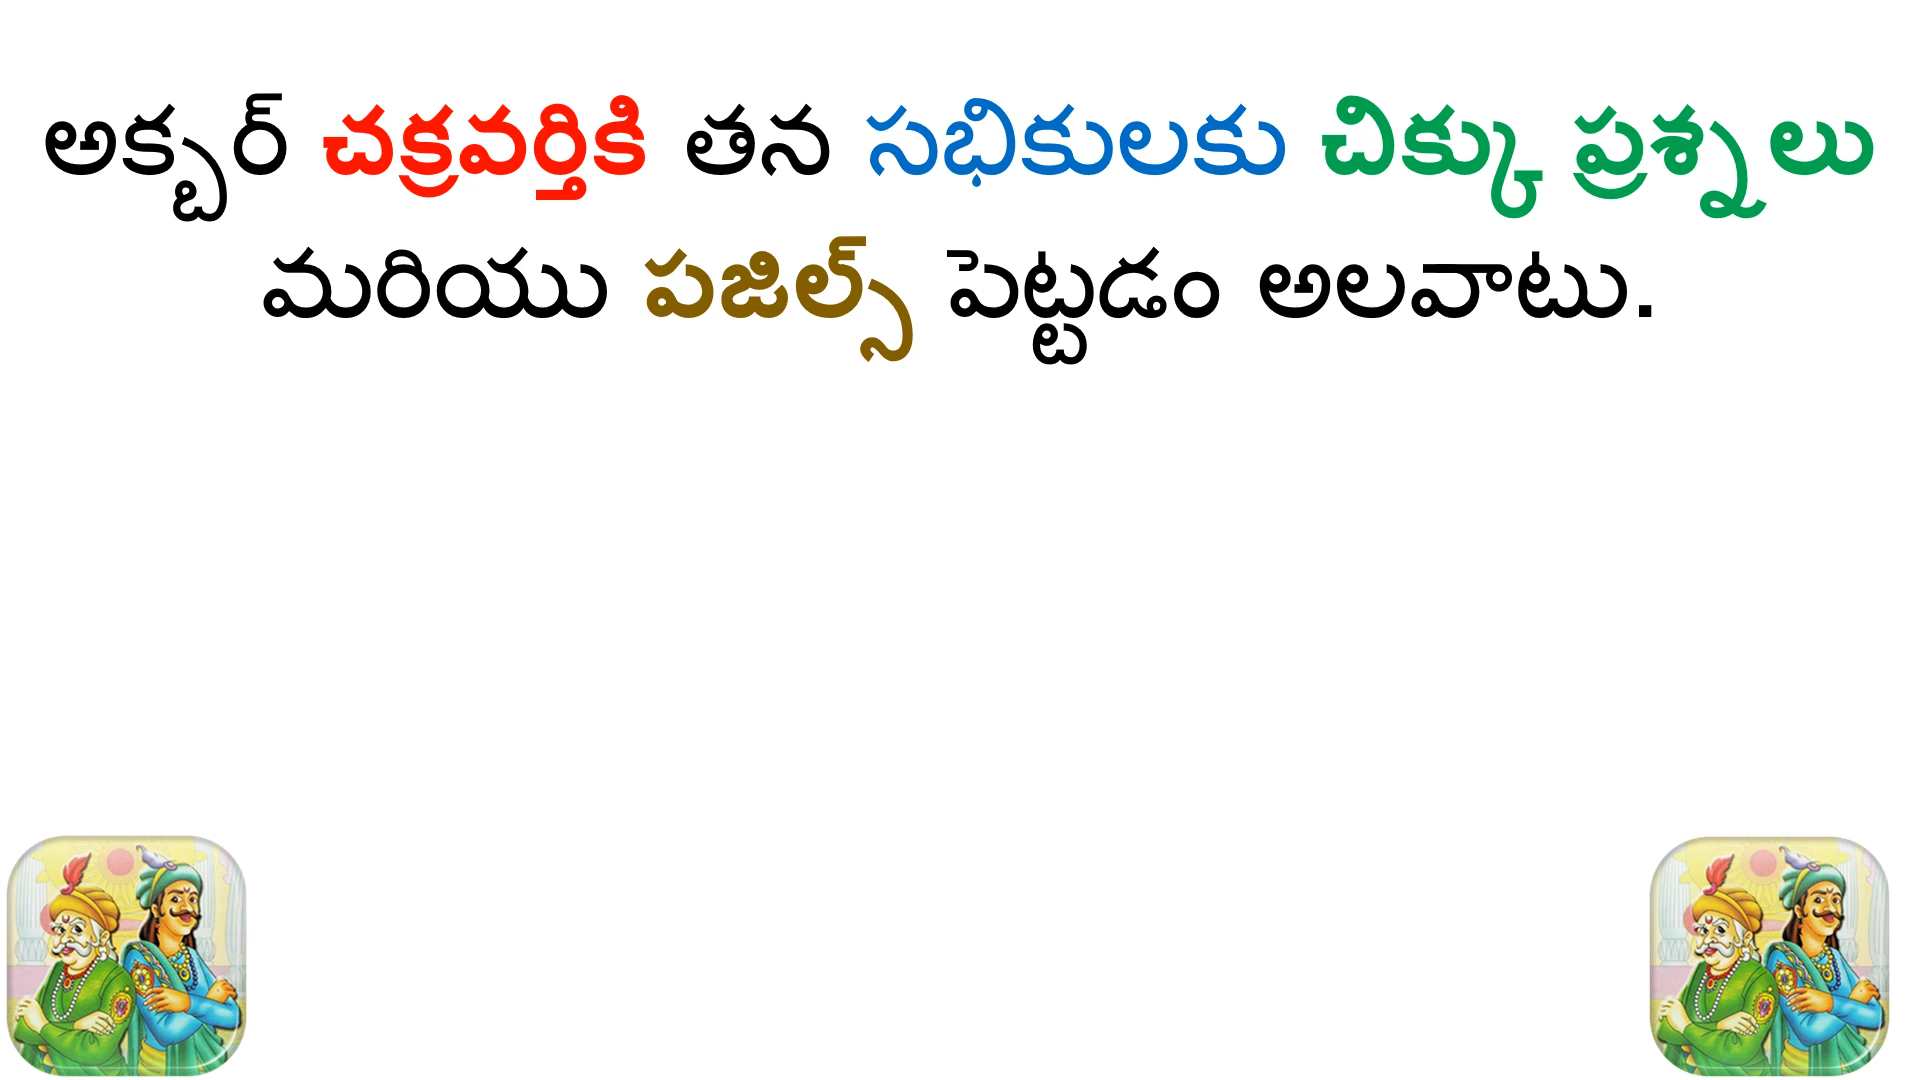 అక్బర్ చక్రవర్తికి తన సభికులకు చిక్కు ప్రశ్నలు
మరియు పజిల్స్ పెట్టడం అలవాటు.